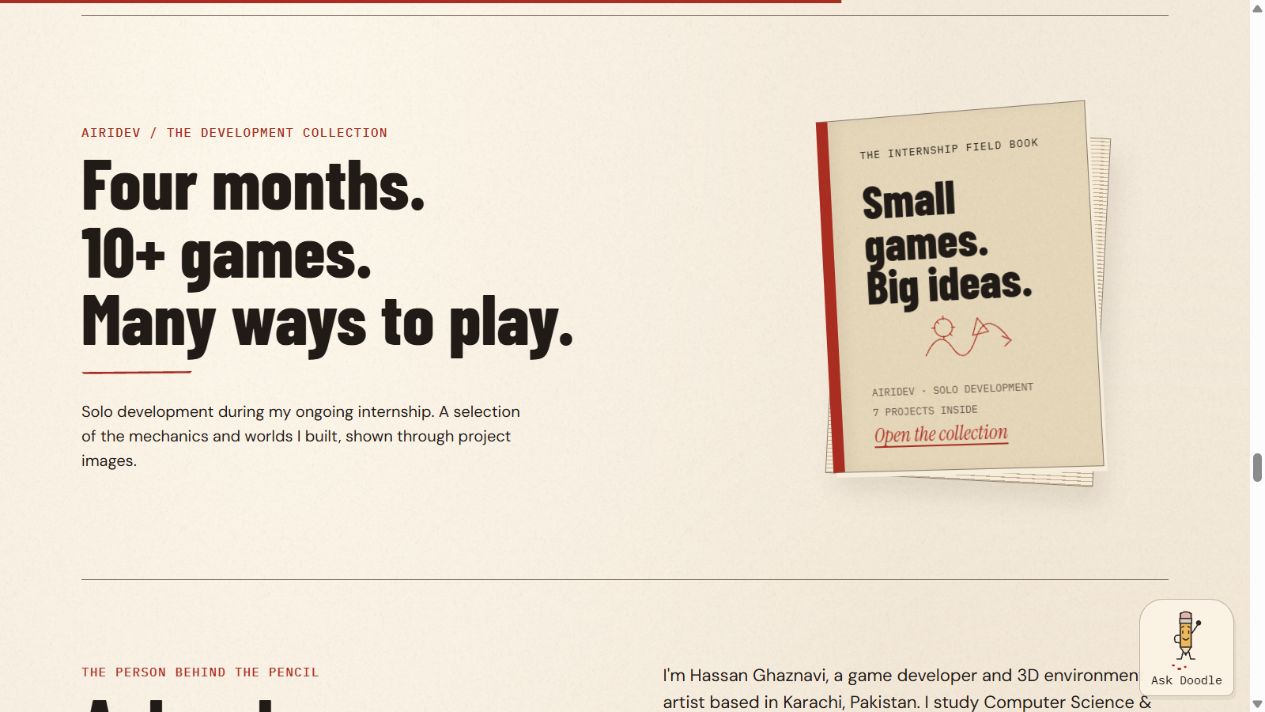 AIRIDEV / THE DEVELOPMENT COLLECTION
Four months.
10+ games.
Many ways to play.
Solo development during my ongoing internship. A selection
of the mechanics and worlds I built, shown through project
images.
THE INTERNSHIP FIELD BOOK
Small
games.
Big ideas.
AIRIDEV · SOLO DEVELOPMENT
7 PROJECTS INSIDE
Open the collection
THE PERSON BEHIND THE PENCIL
I'm Hassan Ghaznavi, a game developer and 3D
artist based in Karachi, Pakistan. I study Computer Science &
Ask Doodle